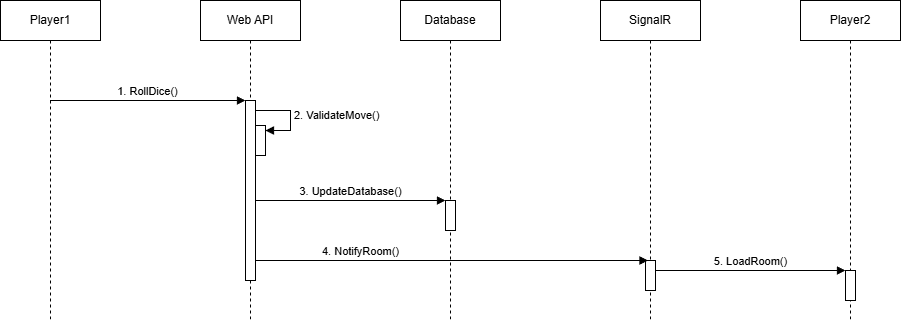 Player1
Web API
Database
SignalR
Player2
1. RollDice()
2. ValidateMove()
3. UpdateDatabase()
4. NotifyRoom()
5. LoadRoom()